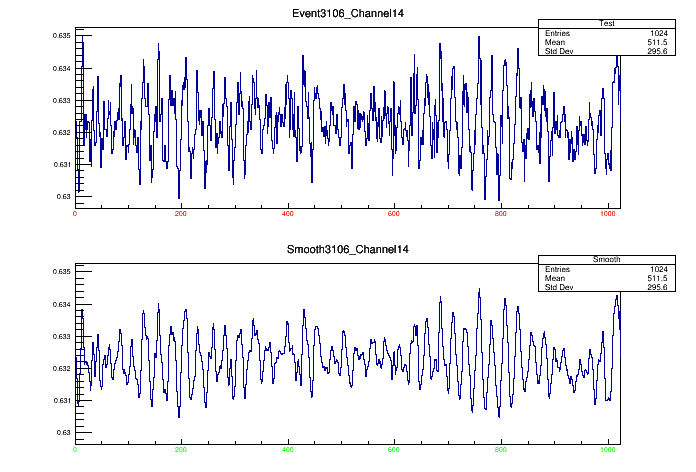 Event3106_Channel14
Test
Entries 1024
Mean 511.5
Std Dev 295.6
0.635
0.634
0.633
0.632
0.631
0.63
0 200 400 600 800 1000
Smooth3106_Channel14
Smooth
Entries 1024
Mean 511.5
Std Dev 295.6
0.635
0.634
0.633
0.632
0.631
0.63
0 200 400 600 800 1000